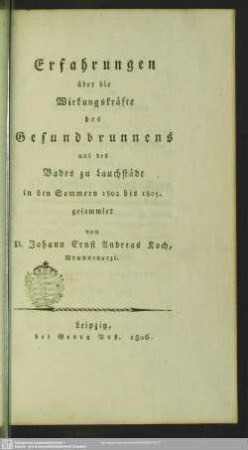 Erfahrungen
über die
Wirkungskräfte
des
Gesundbrunnens
und des
Bades zu Lauchstädt
in den Sommern 1802 bis 1805.
gesammlet
von
D. Johann Ernst Andreas Koch,
Brunnenarzt.
Leipzig,
bei Georg Voß. 1806.